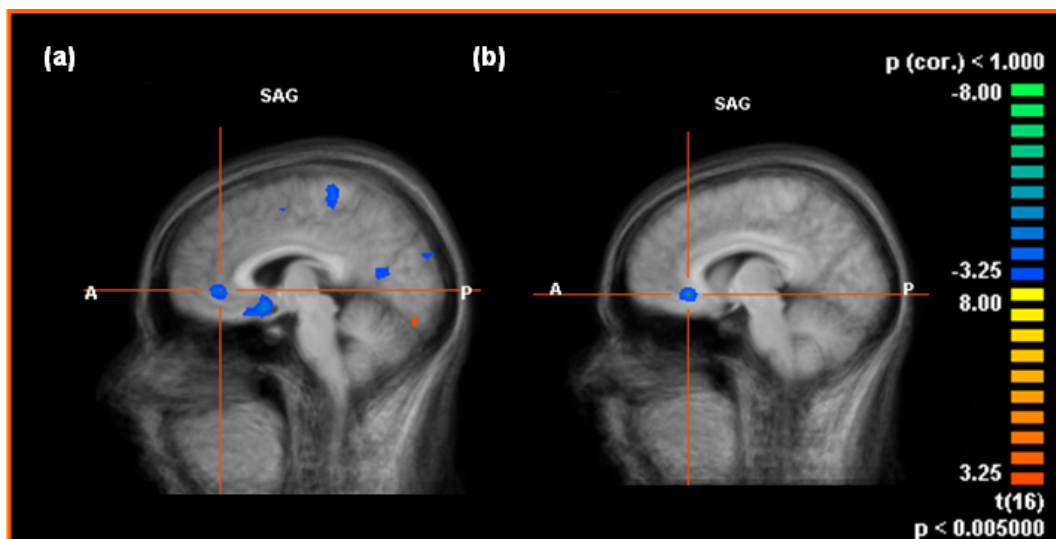 (a)
SAG
A
P
(b)
SAG
A
P
p (cor.) < 1.000
-8.00
-3.25
8.00
3.25
t(16)
p < 0.005000